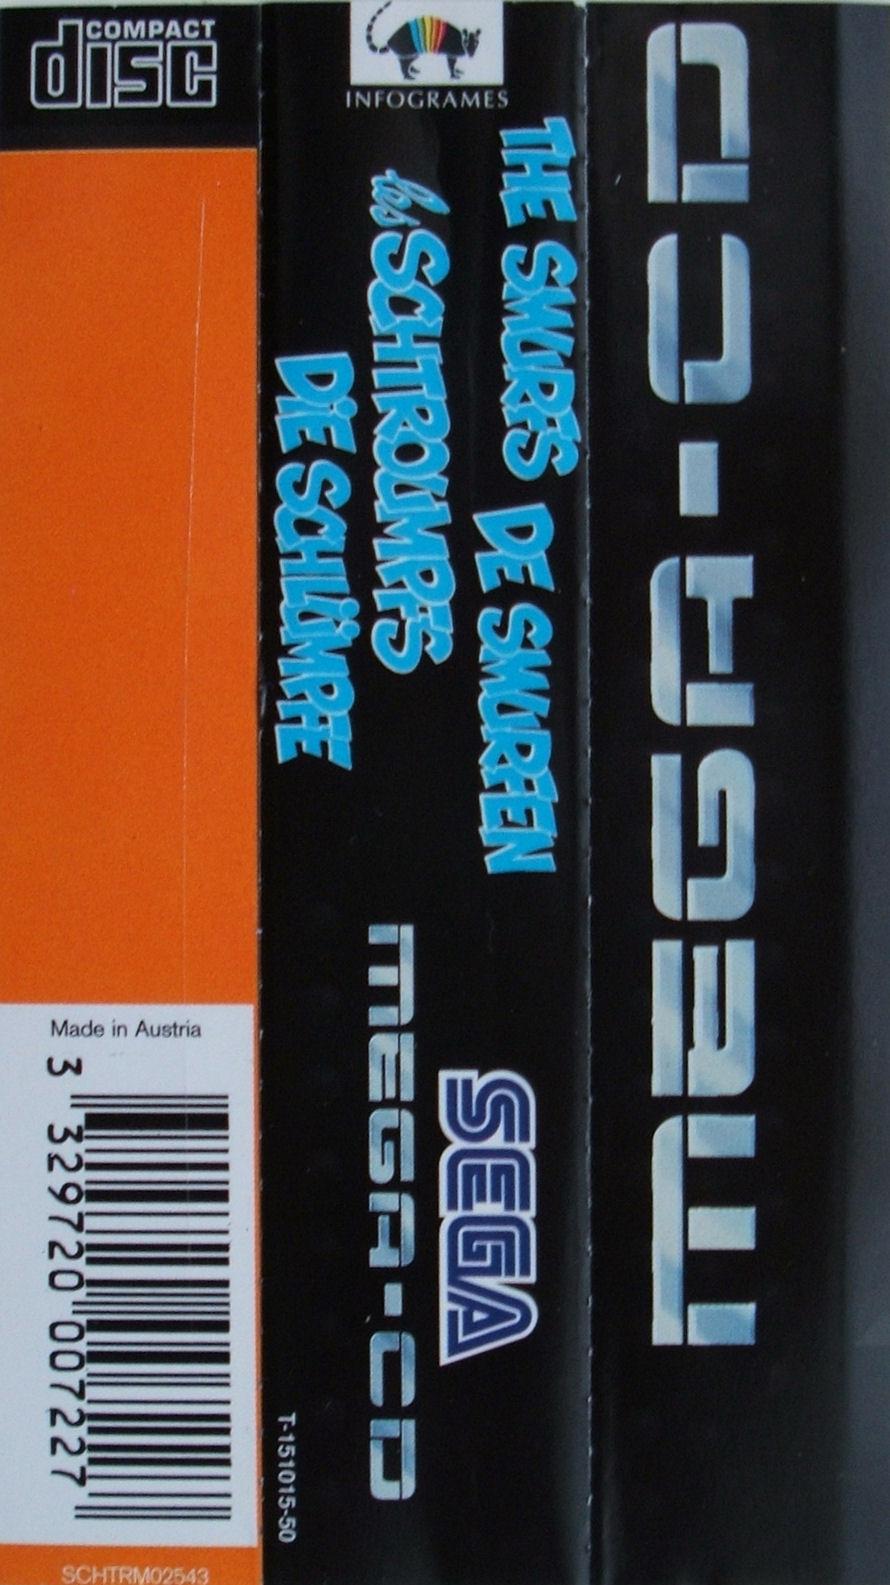 COMPACT
disc
INFOGRAMES
THE SMURFS
DE SMURFEN
les SCHTROUMPFS
DIE SCHLÜMPFE
SEGA
MEGA-CD
T-151015-50
MEGA-CD
Made in Austria
3 329720 007227
SCHTRM02543